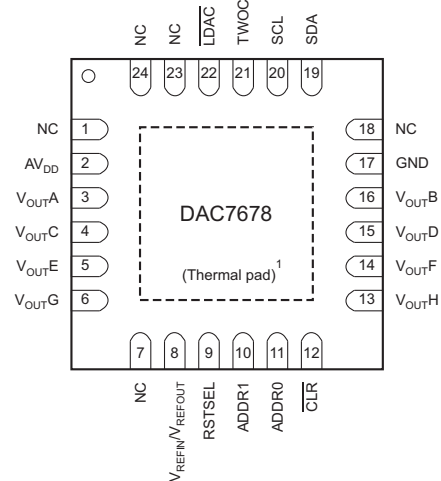 NC
NC
LDAC
TWOC
SCL
SDA
24
23
22
21
20
19
NC 1
AVDD 2
VOUTA 3
VOUTC 4
VOUTE 5
VOUTG 6
DAC7678
(Thermal pad)1
18 NC
17 GND
16 VOUTB
15 VOUTD
14 VOUTF
13 VOUTH
7
8
9
10
11
12
NC
VREFIN/VREFOUT
RSTSEL
ADDR1
ADDR0
CLR